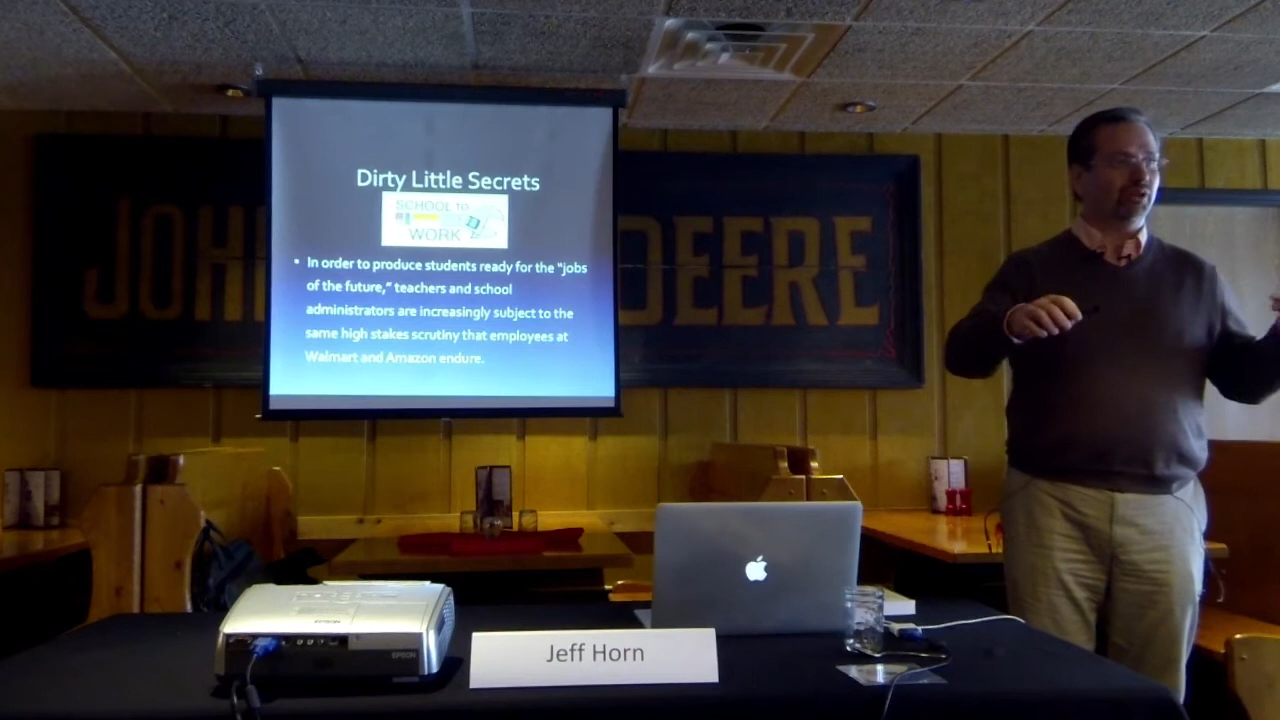 JOH
DEERE
Dirty Little Secrets
SCHOOL TO
WORK
• In order to produce students ready for the "jobs
of the future," teachers and school
administrators are increasingly subject to the
same high stakes scrutiny that employees at
Walmart and Amazon endure.
EPSON
EPSON
Jeff Horn